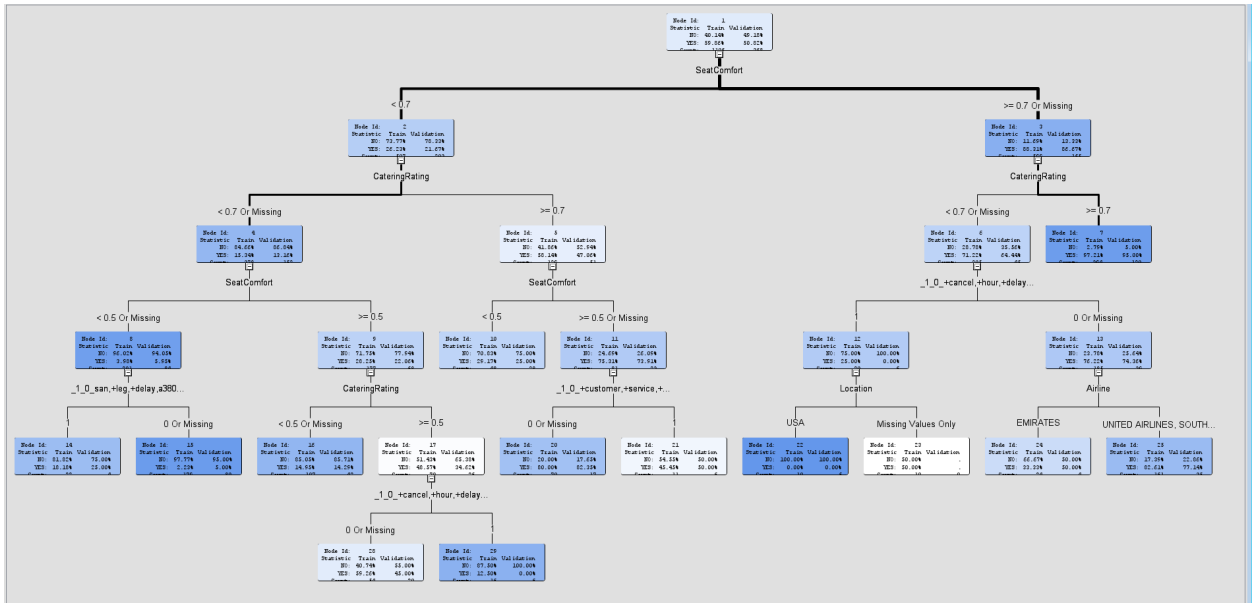 Node Id: 1
Statistic Train Validation
NO: 40.14% 49.18%
YES: 59.86% 50.82%
SeatComfort
< 0.7
>= 0.7 Or Missing
Node Id: 2
Statistic Train Validation
NO: 73.77% 78.33%
YES: 26.23% 21.67%
Node Id: 3
Statistic Train Validation
NO: 11.69% 13.33%
YES: 88.31% 86.67%
CateringRating
CateringRating
< 0.7 Or Missing
>= 0.7
< 0.7 Or Missing
>= 0.7
Node Id: 4
Statistic Train Validation
NO: 84.66% 86.84%
YES: 15.34% 13.16%
Node Id: 5
Statistic Train Validation
NO: 41.86% 52.94%
YES: 58.14% 47.06%
Node Id: 6
Statistic Train Validation
NO: 28.78% 35.56%
YES: 71.22% 64.44%
Node Id: 7
Statistic Train Validation
NO: 2.79% 5.00%
YES: 97.21% 95.00%
SeatComfort
SeatComfort
_1_0_+cancel,+hour,+delay...
< 0.5 Or Missing
>= 0.5
< 0.5
>= 0.5 Or Missing
1
0 Or Missing
Node Id: 8
Statistic Train Validation
NO: 96.02% 94.05%
YES: 3.98% 5.95%
Node Id: 9
Statistic Train Validation
NO: 71.75% 77.94%
YES: 28.25% 22.06%
Node Id: 10
Statistic Train Validation
NO: 70.83% 75.00%
YES: 29.17% 25.00%
Node Id: 11
Statistic Train Validation
NO: 24.69% 26.09%
YES: 75.31% 73.91%
Node Id: 12
Statistic Train Validation
NO: 75.00% 100.00%
YES: 25.00% 0.00%
Node Id: 13
Statistic Train Validation
NO: 23.78% 25.64%
YES: 76.22% 74.36%
_1_0_san,+leg,+delay,a380...
CateringRating
_1_0_+customer,+service,+...
Location
Airline
1
0 Or Missing
< 0.5 Or Missing
>= 0.5
0 Or Missing
1
USA
Missing Values Only
EMIRATES
UNITED AIRLINES, SOUTH...
Node Id: 14
Statistic Train Validation
NO: 81.82% 75.00%
YES: 18.18% 25.00%
Node Id: 15
Statistic Train Validation
NO: 97.77% 95.00%
YES: 2.23% 5.00%
Node Id: 16
Statistic Train Validation
NO: 85.05% 85.71%
YES: 14.95% 14.29%
Node Id: 17
Statistic Train Validation
NO: 51.43% 65.38%
YES: 48.57% 34.62%
Node Id: 20
Statistic Train Validation
NO: 20.00% 17.65%
YES: 80.00% 82.35%
Node Id: 21
Statistic Train Validation
NO: 54.55% 50.00%
YES: 45.45% 50.00%
Node Id: 22
Statistic Train Validation
NO: 100.00% 100.00%
YES: 0.00% 0.00%
Node Id: 23
Statistic Train Validation
NO: 50.00% .
YES: 50.00% .
Node Id: 24
Statistic Train Validation
NO: 66.67% 50.00%
YES: 33.33% 50.00%
Node Id: 25
Statistic Train Validation
NO: 17.39% 22.86%
YES: 82.61% 77.14%
_1_0_+cancel,+hour,+delay...
0 Or Missing
1
Node Id: 28
Statistic Train Validation
NO: 40.74% 55.00%
YES: 59.26% 45.00%
Node Id: 29
Statistic Train Validation
NO: 87.50% 100.00%
YES: 12.50% 0.00%